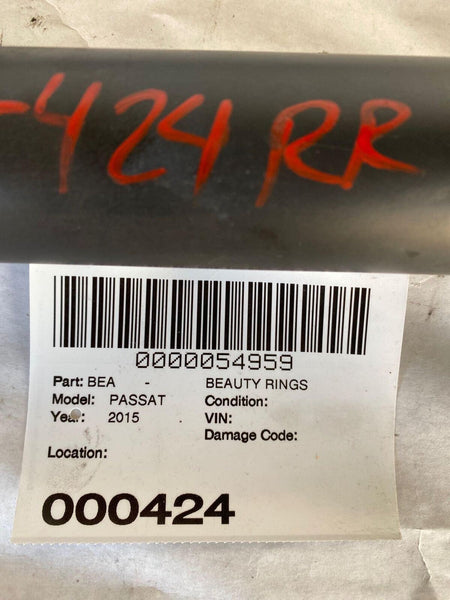 -424 RR
0000054959
Part: BEA - BEAUTY RINGS
Model: PASSAT Condition:
Year: 2015 VIN:
Damage Code:
Location:
000424